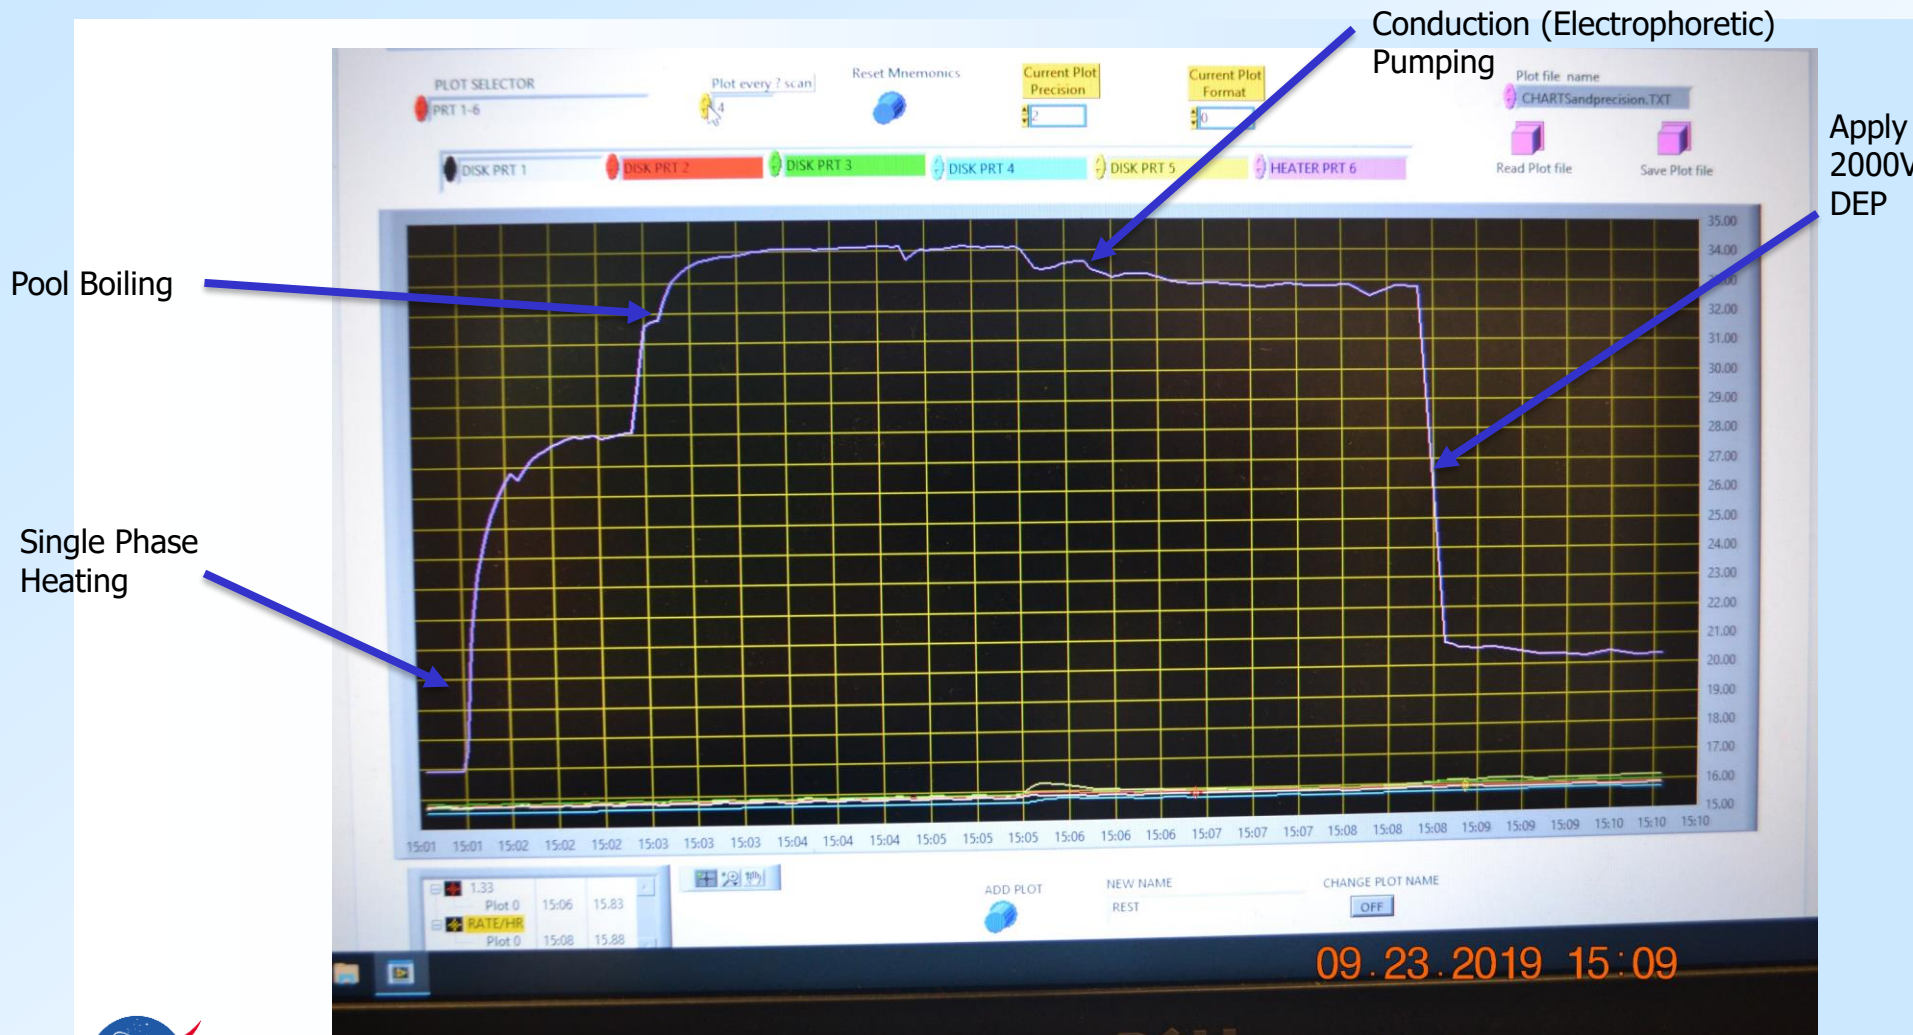 Conduction (Electrophoretic)
Pumping
Apply
2000V
DEP
Pool Boiling
Single Phase
Heating
PLOT SELECTOR
PRT 1-6
Plot every ? scan
4
Reset Mnemonics
Current Plot
Precision
2
Current Plot
Format
0
Plot file name
CHARTSandprecision.TXT
Read Plot file
Save Plot file
DISK PRT 1
DISK PRT 2
DISK PRT 3
DISK PRT 4
DISK PRT 5
HEATER PRT 6
35.00
34.00
33.00
32.00
31.00
30.00
29.00
28.00
27.00
26.00
25.00
24.00
23.00
22.00
21.00
20.00
19.00
18.00
17.00
16.00
15.00
15:01 15:01 15:02 15:02 15:02 15:03 15:03 15:03 15:04 15:04 15:04 15:05 15:05 15:05 15:06 15:06 15:06 15:07 15:07 15:07 15:08 15:08 15:08 15:09 15:09 15:09 15:10 15:10 15:10
1.33
Plot 0 15:06 15.83
RATE/HR
Plot 0 15:08 15.88
ADD PLOT
NEW NAME
REST
CHANGE PLOT NAME
OFF
09.23.2019 15:09